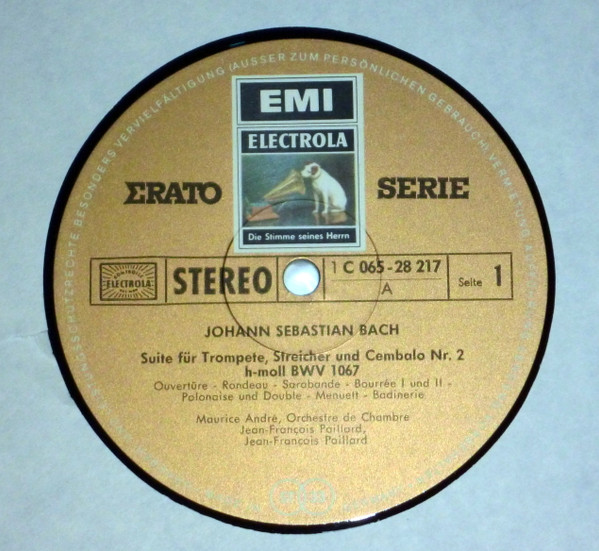 URHEBERSCHUTZRECHTE, BESONDERS VERVIELFÄLTIGUNG (AUSSER ZUM PERSÖNLICHEN GEBRAUCH), VERMIETUNG
EMI
ELECTROLA
ERATO SERIE
Die Stimme seines Herrn
ELECTROLA
STEREO
1 C 065-28 217
A
Seite 1
JOHANN SEBASTIAN BACH
Suite für Trompete, Streicher und Cembalo Nr. 2
h-moll BWV 1067
Ouvertüre - Rondeau - Sarabande - Bourrée I und II -
Polonaise und Double - Menuett - Badinerie
Maurice André, Orchestre de Chambre
Jean-François Paillard,
Jean-François Paillard